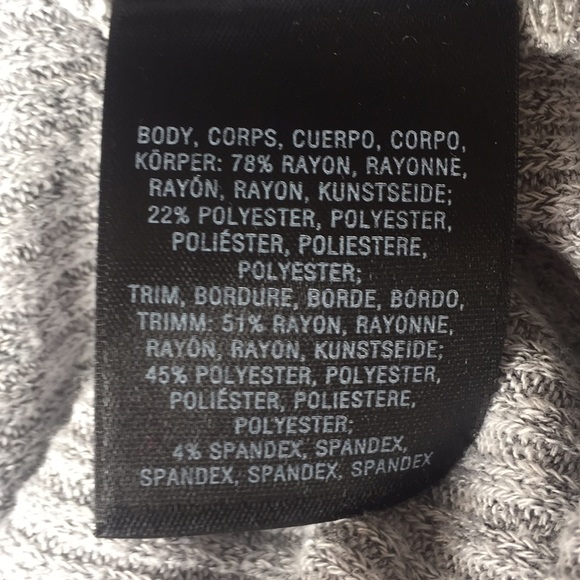 BODY, CORPS, CUERPO, CORPO,
KÖRPER: 78% RAYON, RAYONNE,
RAYÓN, RAYON, KUNSTSEIDE;
22% POLYESTER, POLYESTER,
POLIÉSTER, POLIESTERE,
POLYESTER;
TRIM, BORDURE, BORDE, BORDO,
TRIMM: 51% RAYON, RAYONNE,
RAYÓN, RAYON, KUNSTSEIDE;
45% POLYESTER, POLYESTER,
POLIÉSTER, POLIESTERE,
POLYESTER;
4% SPANDEX, SPANDEX,
SPANDEX, SPANDEX, SPANDEX